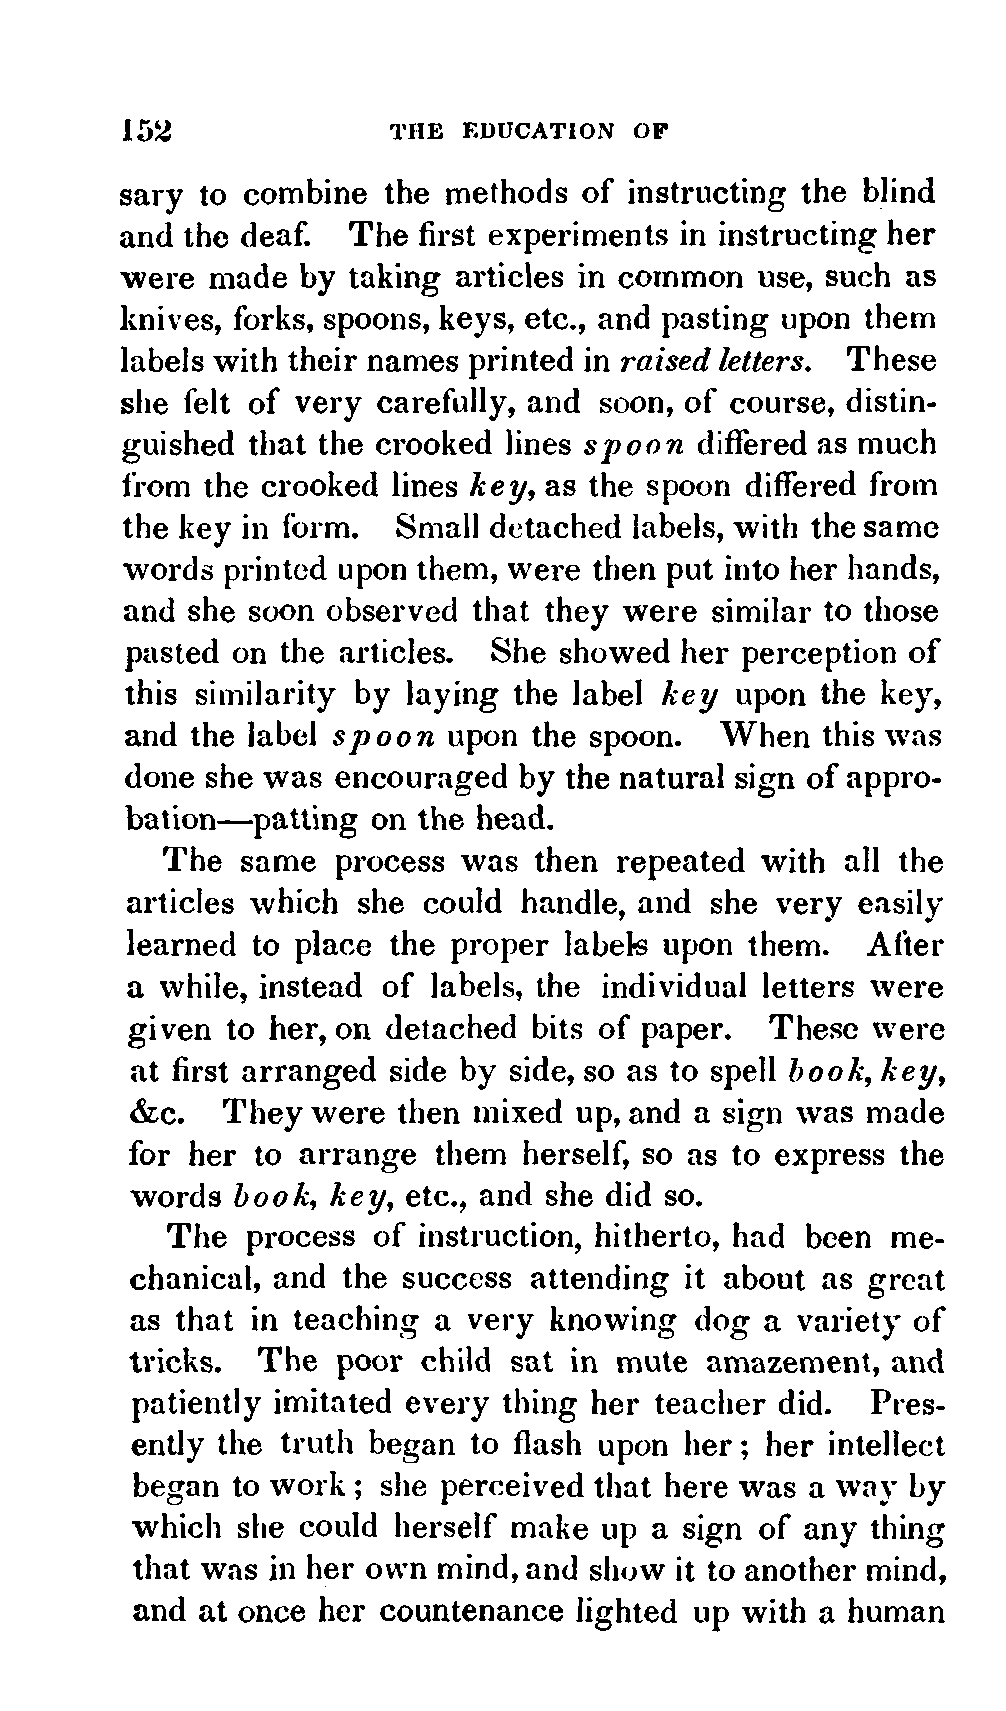 152 THE EDUCATION OF
sary to combine the methods of instructing the blind
and the deaf. The first experiments in instructing her
were made by taking articles in common use, such as
knives, forks, spoons, keys, etc., and pasting upon them
labels with their names printed in raised letters. These
she felt of very carefully, and soon, of course, distin-
guished that the crooked lines spoon differed as much
from the crooked lines key, as the spoon differed from
the key in form. Small detached labels, with the same
words printed upon them, were then put into her hands,
and she soon observed that they were similar to those
pasted on the articles. She showed her perception of
this similarity by laying the label key upon the key,
and the label spoon upon the spoon. When this was
done she was encouraged by the natural sign of appro-
bation—patting on the head.
The same process was then repeated with all the
articles which she could handle, and she very easily
learned to place the proper labels upon them. After
a while, instead of labels, the individual letters were
given to her, on detached bits of paper. These were
at first arranged side by side, so as to spell book, key,
&c. They were then mixed up, and a sign was made
for her to arrange them herself, so as to express the
words book, key, etc., and she did so.
The process of instruction, hitherto, had been me-
chanical, and the success attending it about as great
as that in teaching a very knowing dog a variety of
tricks. The poor child sat in mute amazement, and
patiently imitated every thing her teacher did. Pres-
ently the truth began to flash upon her; her intellect
began to work; she perceived that here was a way by
which she could herself make up a sign of any thing
that was in her own mind, and show it to another mind,
and at once her countenance lighted up with a human